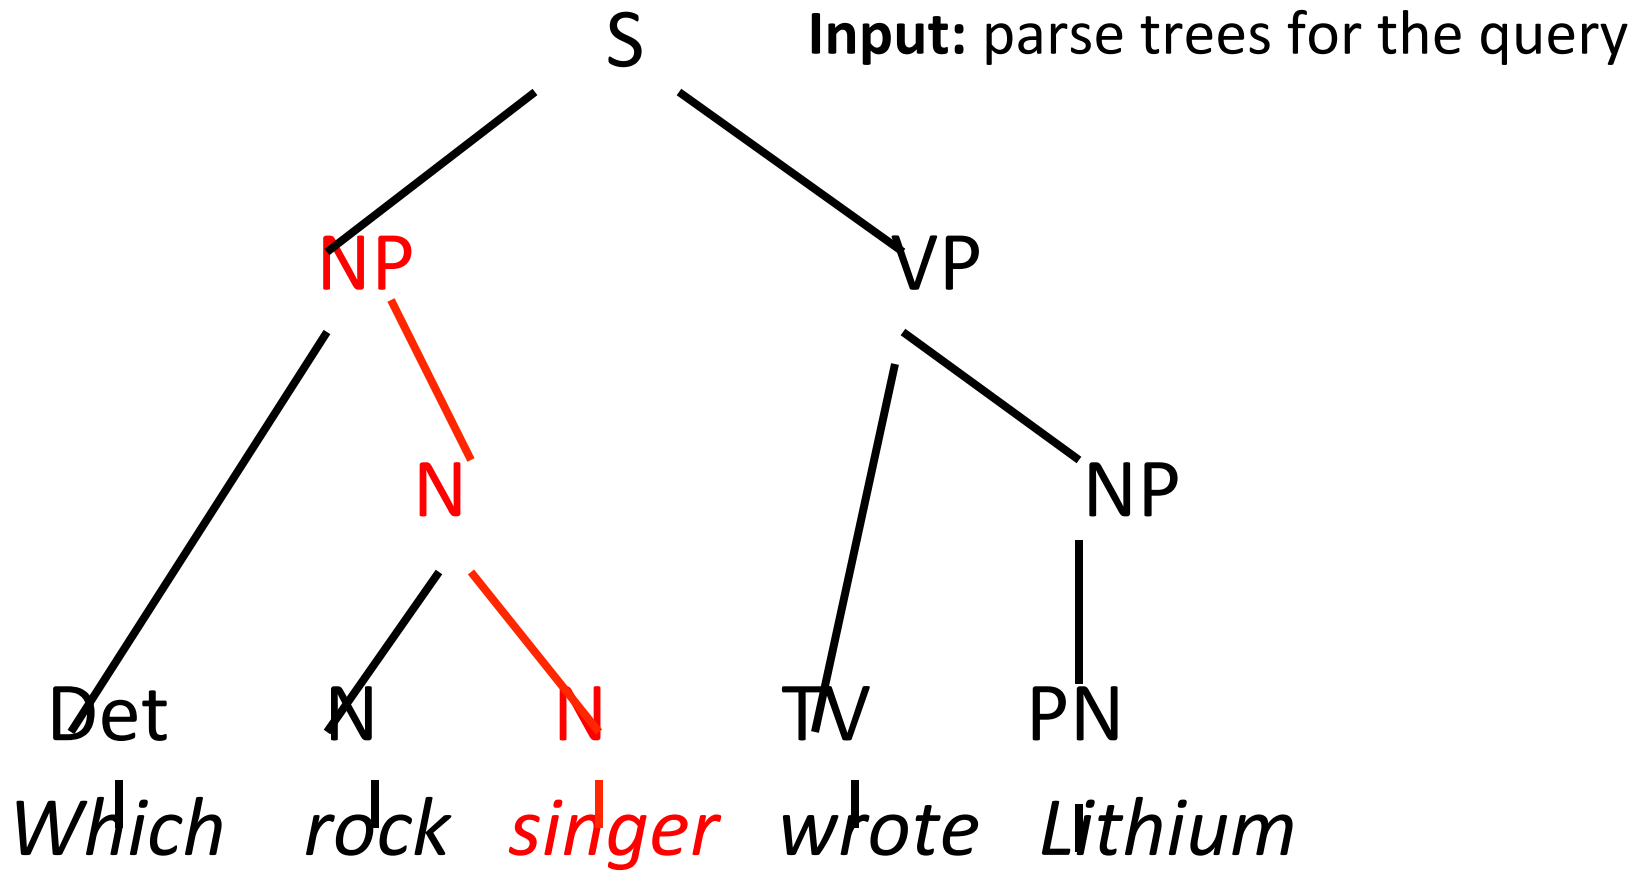 S
Input: parse trees for the query
NP VP
N NP
Det N N TV PN
Which rock singer wrote Lithium